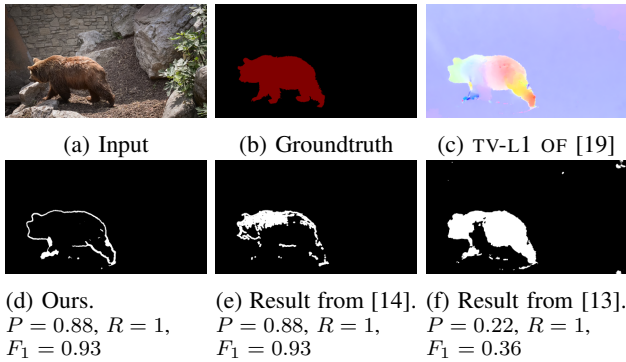 (a) Input
(b) Groundtruth
(c) TV-L1 OF [19]
(d) Ours.
P = 0.88, R = 1,
F₁ = 0.93
(e) Result from [14].
P = 0.88, R = 1,
F₁ = 0.93
(f) Result from [13].
P = 0.22, R = 1,
F₁ = 0.36